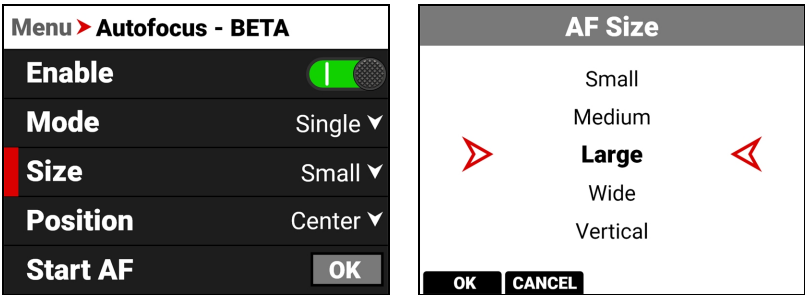 Menu > Autofocus - BETA
Enable
Mode Single
Size Small
Position Center
Start AF OK
AF Size
Small
Medium
Large
Wide
Vertical
OK CANCEL